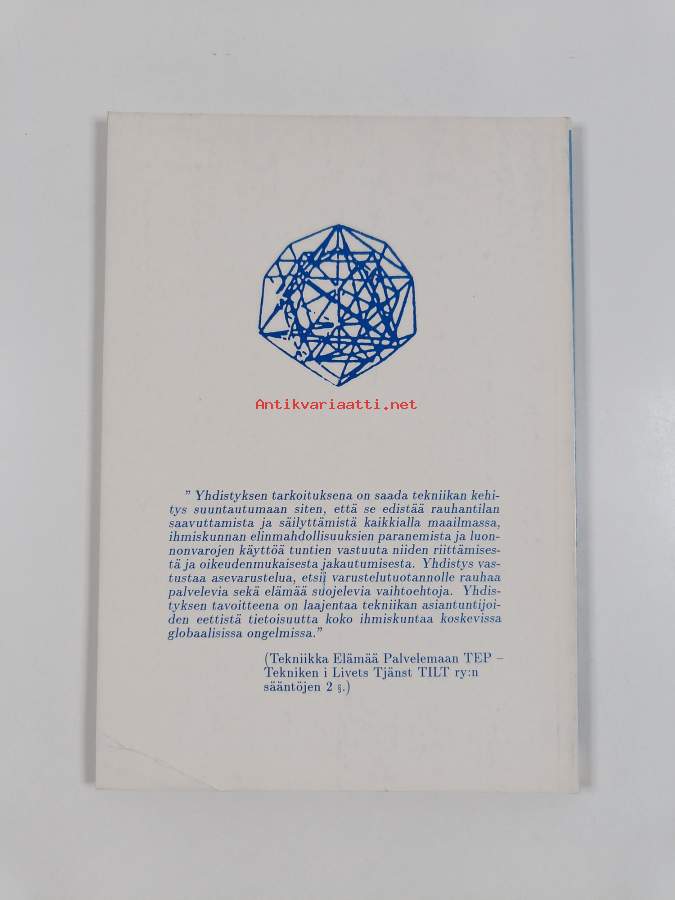 Antikvariaatti.net
" Yhdistyksen tarkoituksena on saada tekniikan kehi-
tys suuntautumaan siten, että se edistää rauhantilan
saavuttamista ja säilyttämistä kaikkialla maailmassa,
ihmiskunnan elinmahdollisuuksien paranemista ja luon-
nonvarojen käyttöä tuntien vastuuta niiden riittämises-
tä ja oikeudenmukaisesta jakautumisesta. Yhdistys vas-
tustaa asevarustelua, etsii varustelutuotannolle rauhaa
palvelevia sekä elämää suojelevia vaihtoehtoja. Yhdis-
tyksen tavoitteena on laajentaa tekniikan asiantuntijoi-
den eettistä tietoisuutta koko ihmiskuntaa koskevissa
globaalisissa ongelmissa."
(Tekniikka Elämää Palvelemaan TEP –
Tekniken i Livets Tjänst TILT ry:n
sääntöjen 2 §.)